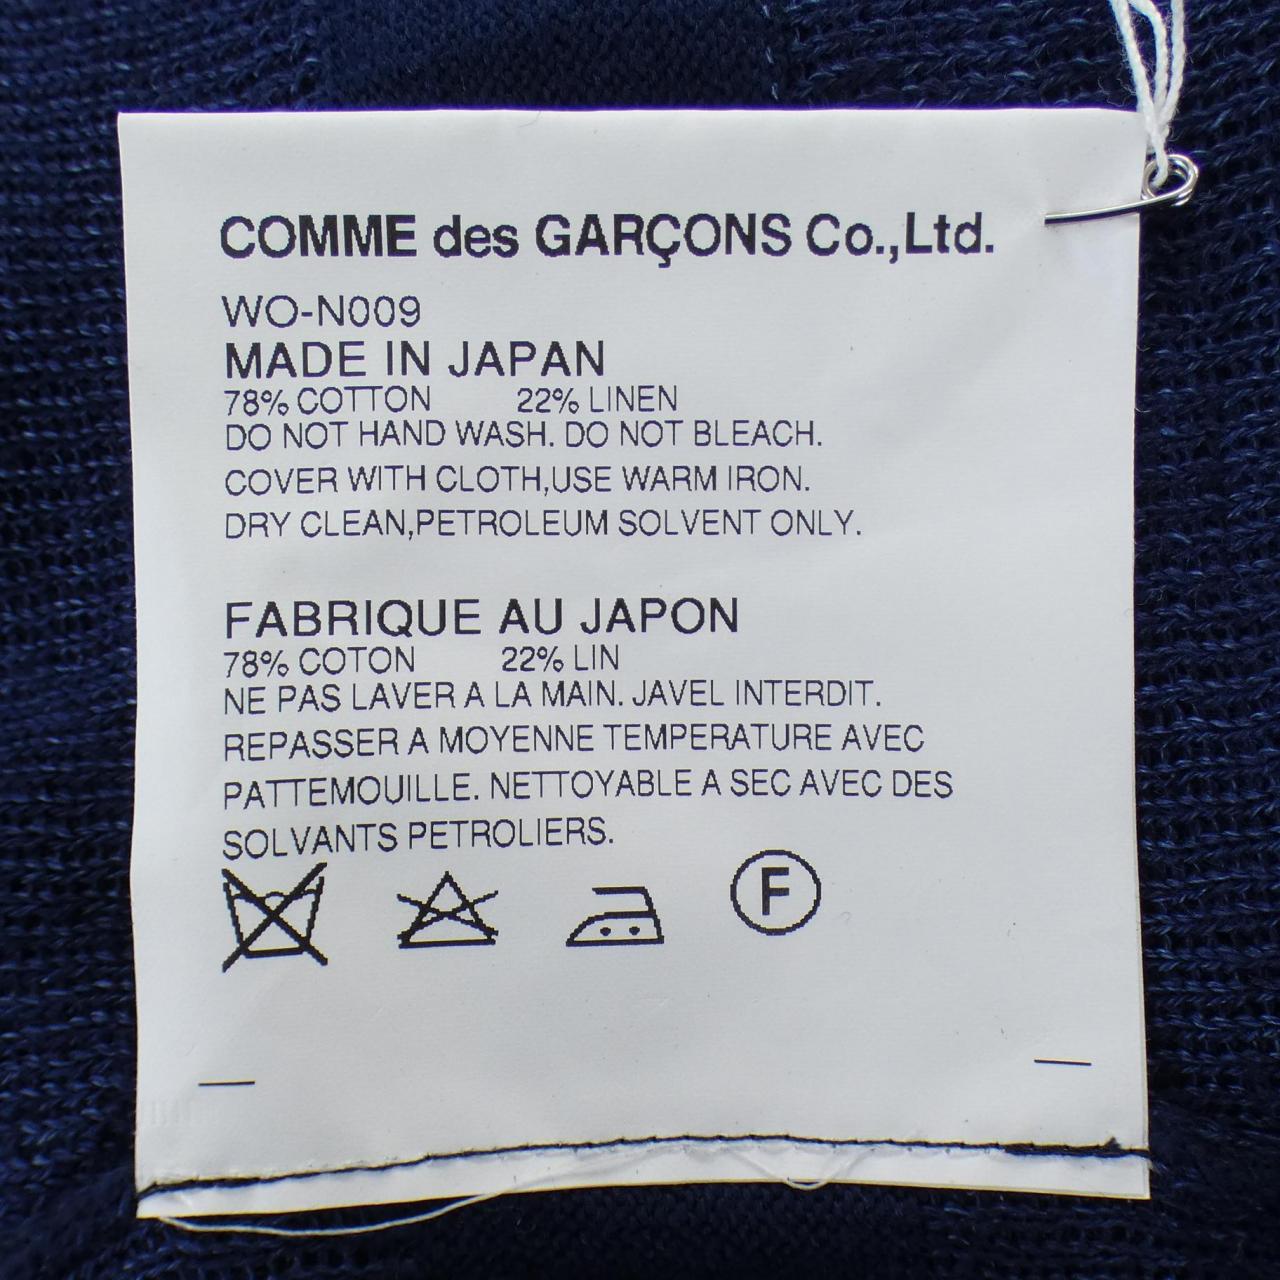 COMME des GARÇONS Co.,Ltd.
WO-N009
MADE IN JAPAN
78% COTTON 22% LINEN
DO NOT HAND WASH. DO NOT BLEACH.
COVER WITH CLOTH,USE WARM IRON.
DRY CLEAN,PETROLEUM SOLVENT ONLY.
FABRIQUE AU JAPON
78% COTON 22% LIN
NE PAS LAVER A LA MAIN. JAVEL INTERDIT.
REPASSER A MOYENNE TEMPERATURE AVEC
PATTEMOUILLE. NETTOYABLE A SEC AVEC DES
SOLVANTS PETROLIERS.
F